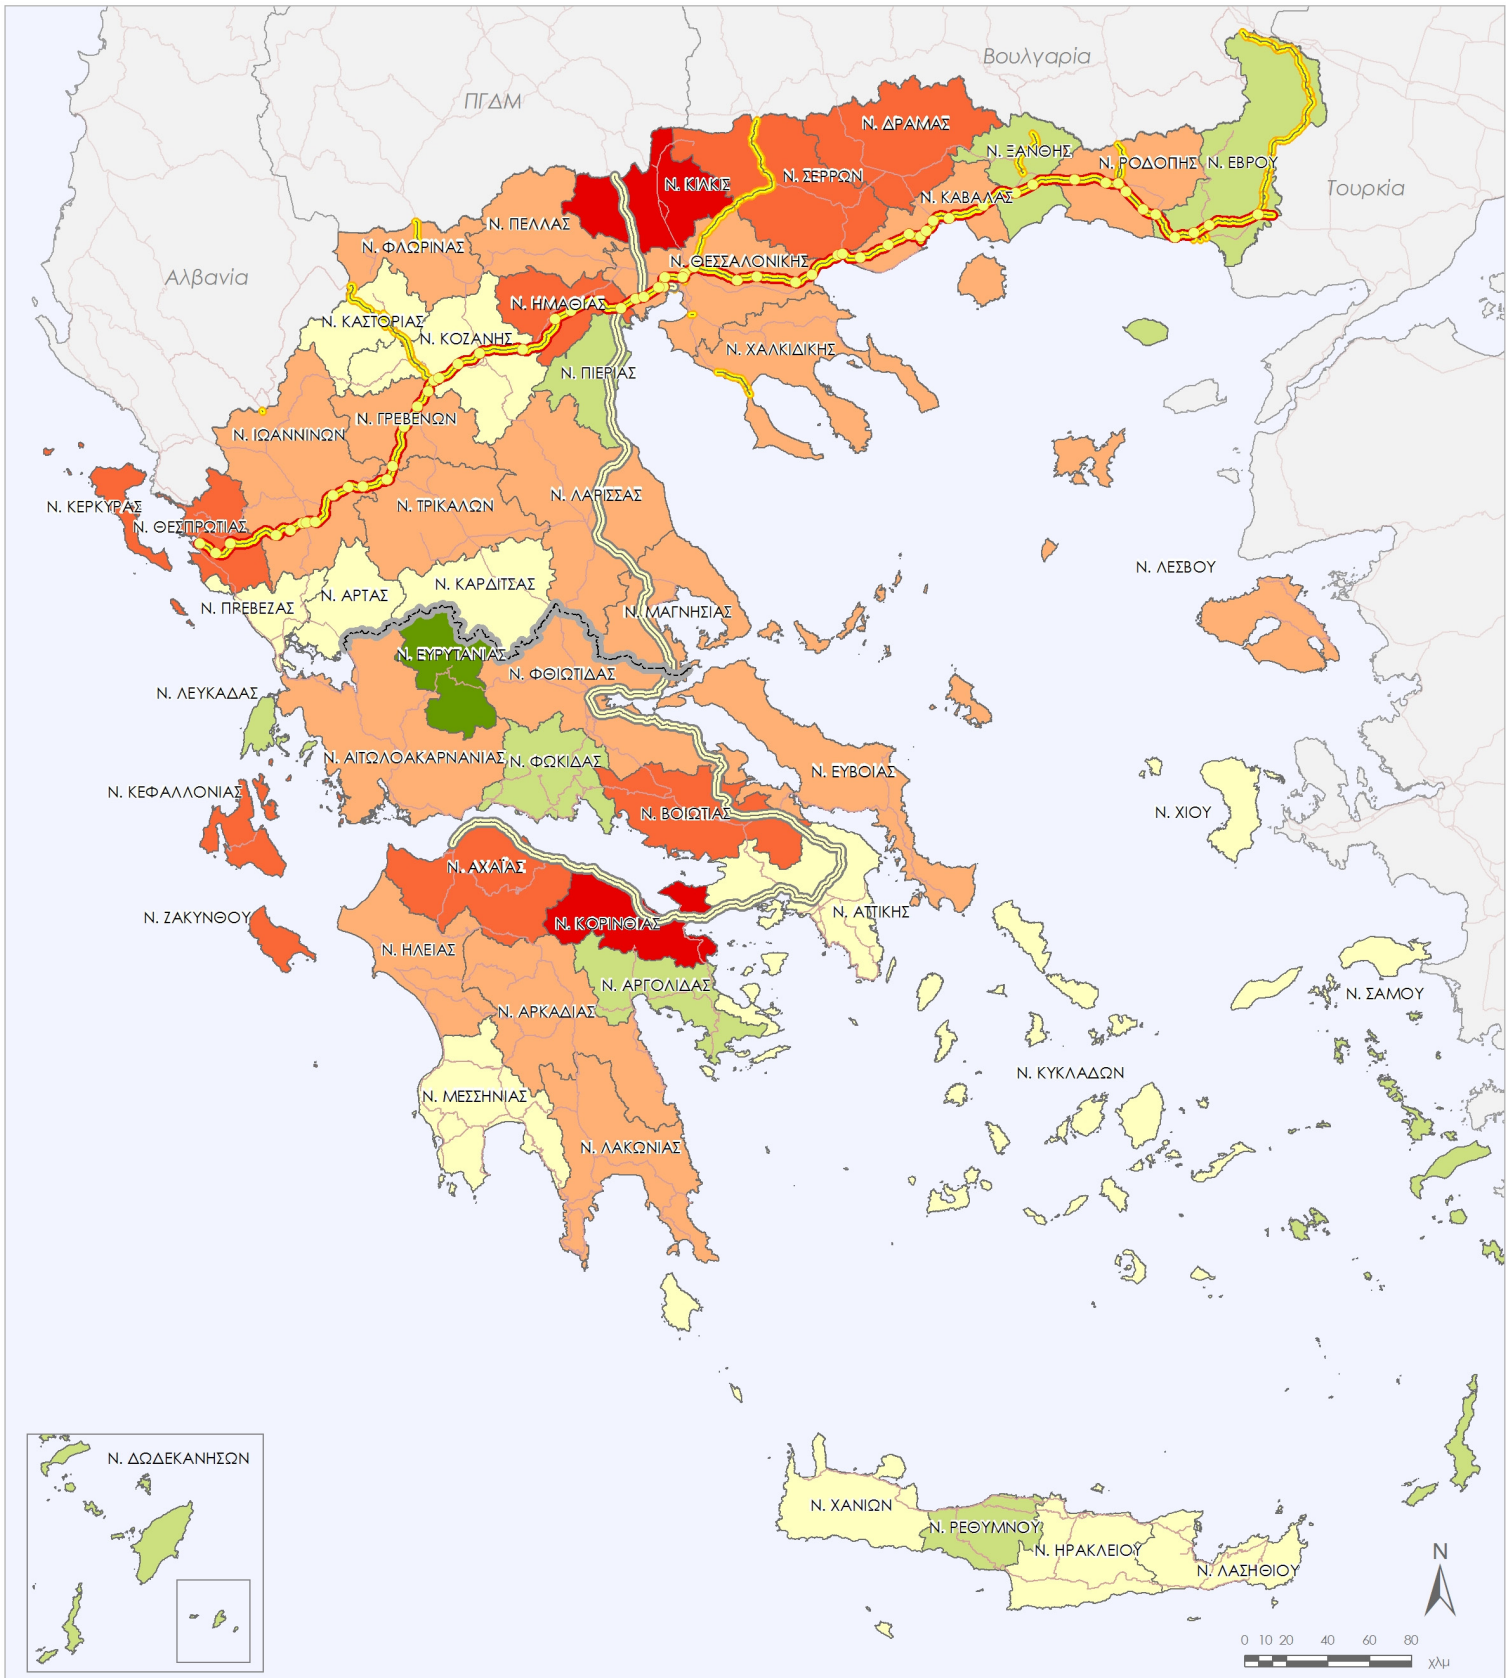 Βουλγαρία
ΠΓΔΜ
Ν. ΔΡΑΜΑΣ
Ν. ΞΑΝΘΗΣ
Ν. ΡΟΔΟΠΗΣ
Ν. ΕΒΡΟΥ
Ν. ΚΙΛΚΙΣ
Ν. ΣΕΡΡΩΝ
Τουρκία
Ν. ΚΑΒΑΛΑΣ
Ν. ΠΕΛΛΑΣ
Ν. ΦΛΩΡΙΝΑΣ
Ν. ΘΕΣΣΑΛΟΝΙΚΗΣ
Αλβανία
Ν. ΗΜΑΘΙΑΣ
Ν. ΚΑΣΤΟΡΙΑΣ
Ν. ΚΟΖΑΝΗΣ
Ν. ΧΑΛΚΙΔΙΚΗΣ
Ν. ΠΙΕΡΙΑΣ
Ν. ΓΡΕΒΕΝΩΝ
Ν. ΙΩΑΝΝΙΝΩΝ
Ν. ΛΑΡΙΣΣΑΣ
Ν. ΚΕΡΚΥΡΑΣ
Ν. ΤΡΙΚΑΛΩΝ
Ν. ΘΕΣΠΡΩΤΙΑΣ
Ν. ΛΕΣΒΟΥ
Ν. ΚΑΡΔΙΤΣΑΣ
Ν. ΑΡΤΑΣ
Ν. ΠΡΕΒΕΖΑΣ
Ν. ΜΑΓΝΗΣΙΑΣ
Ν. ΕΥΡΥΤΑΝΙΑΣ
Ν. ΦΘΙΩΤΙΔΑΣ
Ν. ΛΕΥΚΑΔΑΣ
Ν. ΑΙΤΩΛΟΑΚΑΡΝΑΝΙΑΣ
Ν. ΦΩΚΙΔΑΣ
Ν. ΕΥΒΟΙΑΣ
Ν. ΚΕΦΑΛΛΟΝΙΑΣ
Ν. ΒΟΙΩΤΙΑΣ
Ν. ΧΙΟΥ
Ν. ΑΧΑΪΑΣ
Ν. ΖΑΚΥΝΘΟΥ
Ν. ΚΟΡΙΝΘΙΑΣ
Ν. ΑΤΤΙΚΗΣ
Ν. ΗΛΕΙΑΣ
Ν. ΑΡΓΟΛΙΔΑΣ
Ν. ΣΑΜΟΥ
Ν. ΑΡΚΑΔΙΑΣ
Ν. ΚΥΚΛΑΔΩΝ
Ν. ΜΕΣΣΗΝΙΑΣ
Ν. ΛΑΚΩΝΙΑΣ
Ν. ΔΩΔΕΚΑΝΗΣΩΝ
Ν. ΧΑΝΙΩΝ
Ν. ΡΕΘΥΜΝΟΥ
Ν. ΗΡΑΚΛΕΙΟΥ
Ν. ΛΑΣΗΘΙΟΥ
N
0 10 20 40 60 80
χλμ